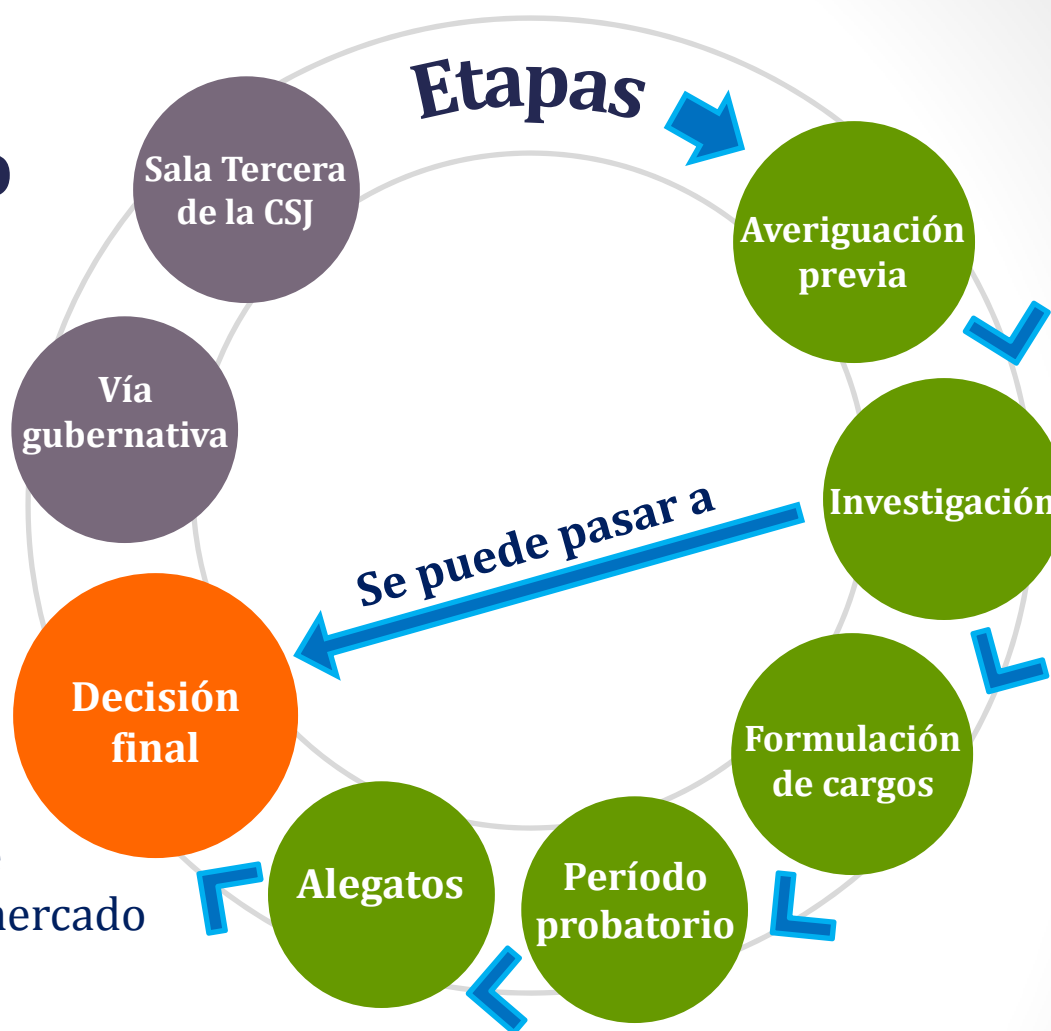 Etapas
Averiguación
previa
Investigación
Formulación
de cargos
Período
probatorio
Alegatos
Decisión
final
Vía
gubernativa
Sala Tercera
de la CSJ
Se puede pasar a